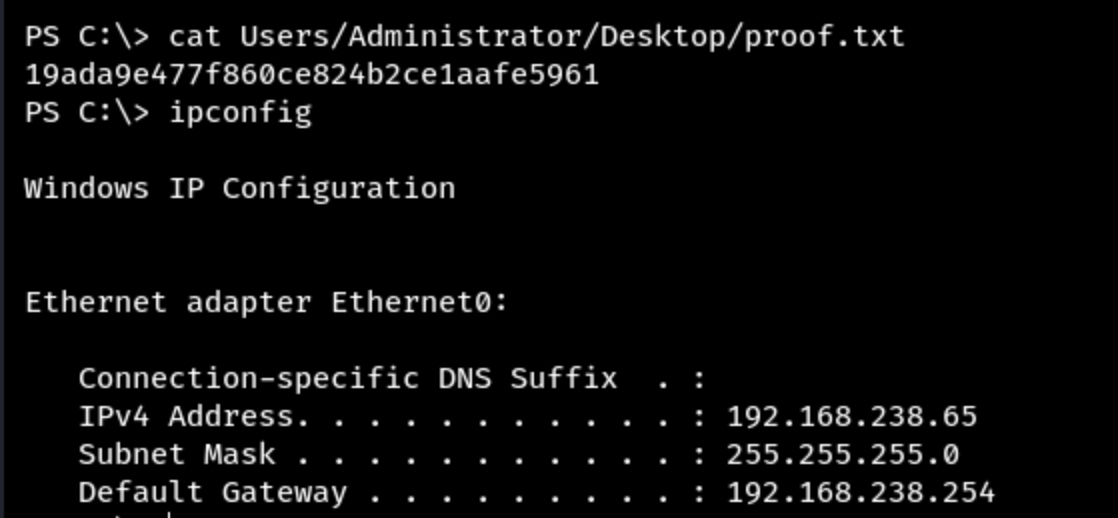 PS C:\> cat Users/Administrator/Desktop/proof.txt
19ada9e477f860ce824b2ce1aafe5961
PS C:\> ipconfig
Windows IP Configuration
Ethernet adapter Ethernet0:
   Connection-specific DNS Suffix  . :
   IPv4 Address. . . . . . . . . . . : 192.168.238.65
   Subnet Mask . . . . . . . . . . . : 255.255.255.0
   Default Gateway . . . . . . . . . : 192.168.238.254